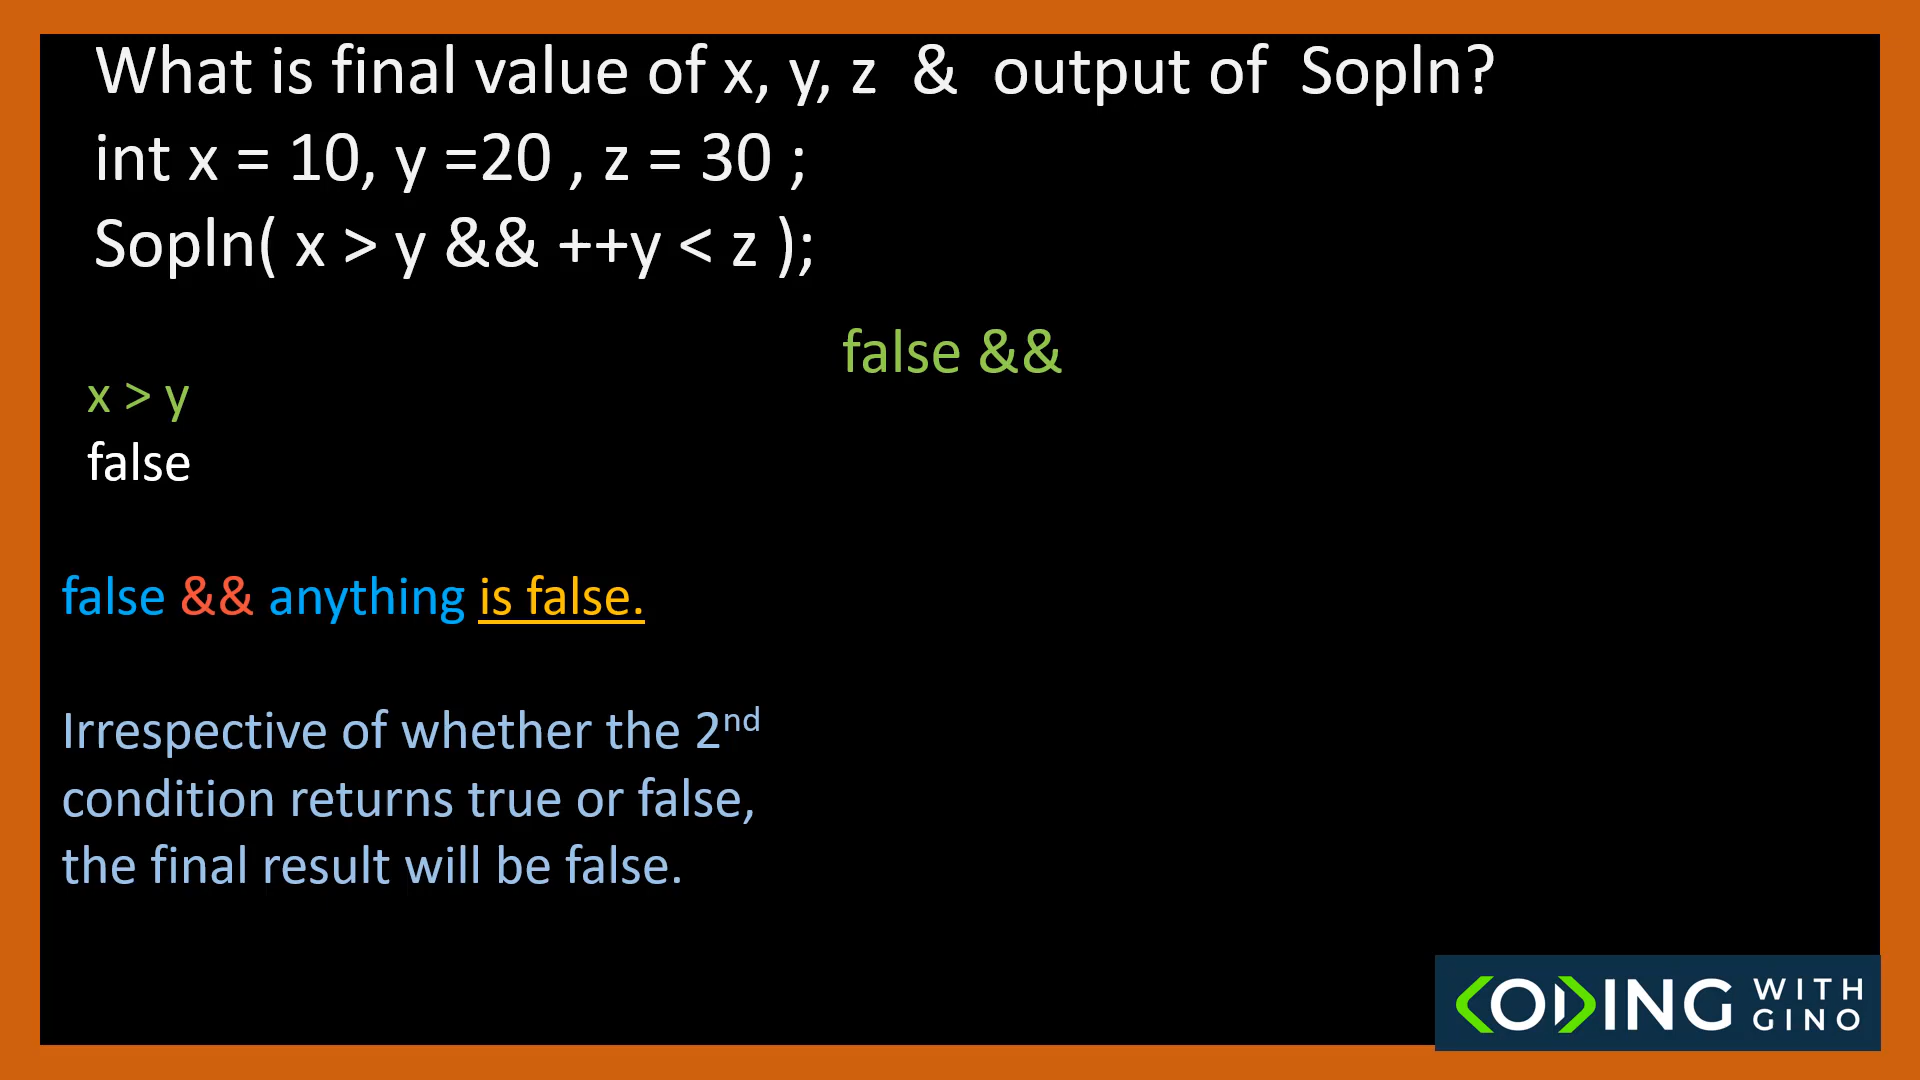 What is final value of x, y, z & output of Sopln?
int x = 10, y =20 , z = 30 ;
Sopln( x > y && ++y < z );
false &&
x > y
false
false && anything is false.
Irrespective of whether the 2nd
condition returns true or false,
the final result will be false.
CODING WITH GINO